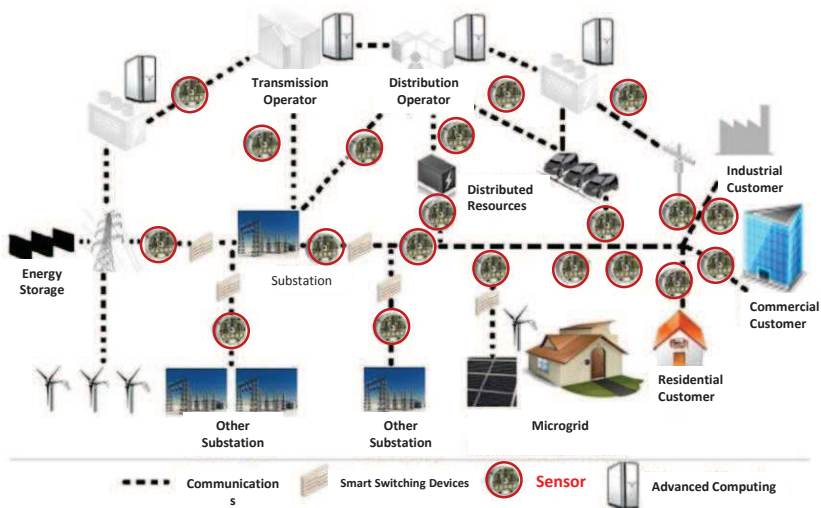 Transmission
Operator
Distribution
Operator
Industrial
Customer
Distributed
Resources
Energy
Storage
Substation
Commercial
Customer
Residential
Customer
Other
Substation
Other
Substation
Microgrid
Communication
s
Smart Switching Devices
Sensor
Advanced Computing